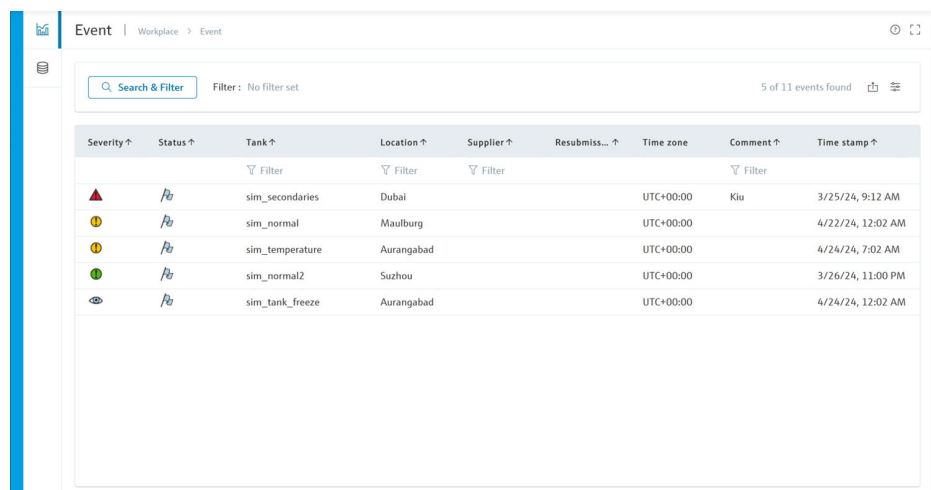 Event | Workplace > Event
Search & Filter Filter : No filter set 5 of 11 events found
Severity ↑ Status ↑ Tank ↑ Location ↑ Supplier ↑ Resubmiss... ↑ Time zone Comment ↑ Time stamp ↑
Filter Filter Filter Filter
sim_secondaries Dubai UTC+00:00 Kiu 3/25/24, 9:12 AM
sim_normal Maulburg UTC+00:00 4/22/24, 12:02 AM
sim_temperature Aurangabad UTC+00:00 4/24/24, 7:02 AM
sim_normal2 Suzhou UTC+00:00 3/26/24, 11:00 PM
sim_tank_freeze Aurangabad UTC+00:00 4/24/24, 12:02 AM